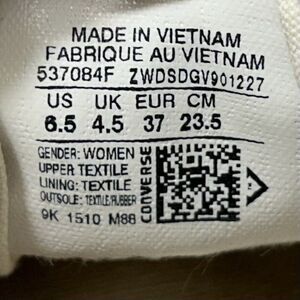 MADE IN VIETNAM
FABRIQUE AU VIETNAM
537084F ZWDSDGV901227
US UK EUR CM
6.5 4.5 37 23.5
GENDER: WOMEN
UPPER TEXTILE
LINING: TEXTILE
OUTSOLE: TEXTILE/RUBBER
9K 1510 M88
CONVERSE